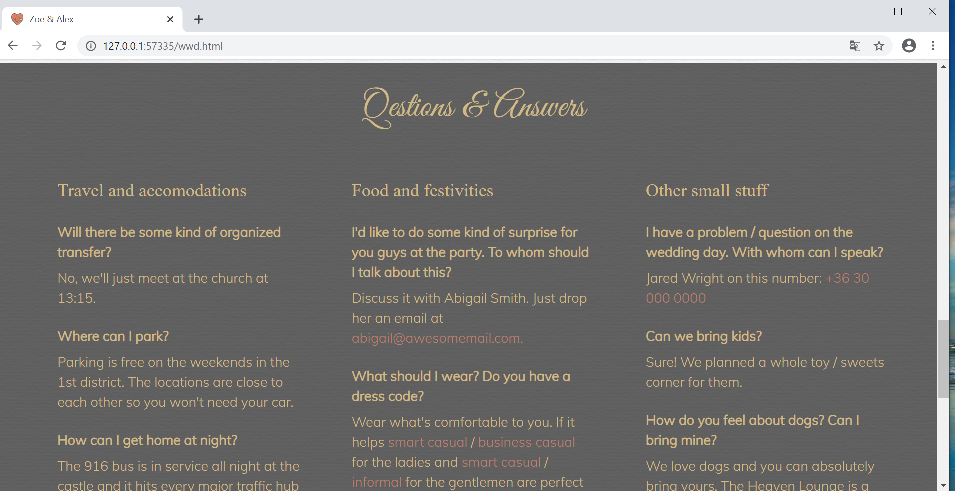 Zoe & Alex
127.0.0.1:57335/wwd.html
Qestions & Answers
Travel and accomodations
Will there be some kind of organized
transfer?
No, we'll just meet at the church at
13:15.
Where can I park?
Parking is free on the weekends in the
1st district. The locations are close to
each other so you won't need your car.
How can I get home at night?
The 916 bus is in service all night at the
castle and it hits every major traffic hub
Food and festivities
I'd like to do some kind of surprise for
you guys at the party. To whom should
I talk about this?
Discuss it with Abigail Smith. Just drop
her an email at
abigail@awesomemail.com.
What should I wear? Do you have a
dress code?
Wear what's comfortable to you. If it
helps smart casual / business casual
for the ladies and smart casual /
informal for the gentlemen are perfect
Other small stuff
I have a problem / question on the
wedding day. With whom can I speak?
Jared Wright on this number: +36 30
000 0000
Can we bring kids?
Sure! We planned a whole toy / sweets
corner for them.
How do you feel about dogs? Can I
bring mine?
We love dogs and you can absolutely
bring yours. The Heaven Lounge is a